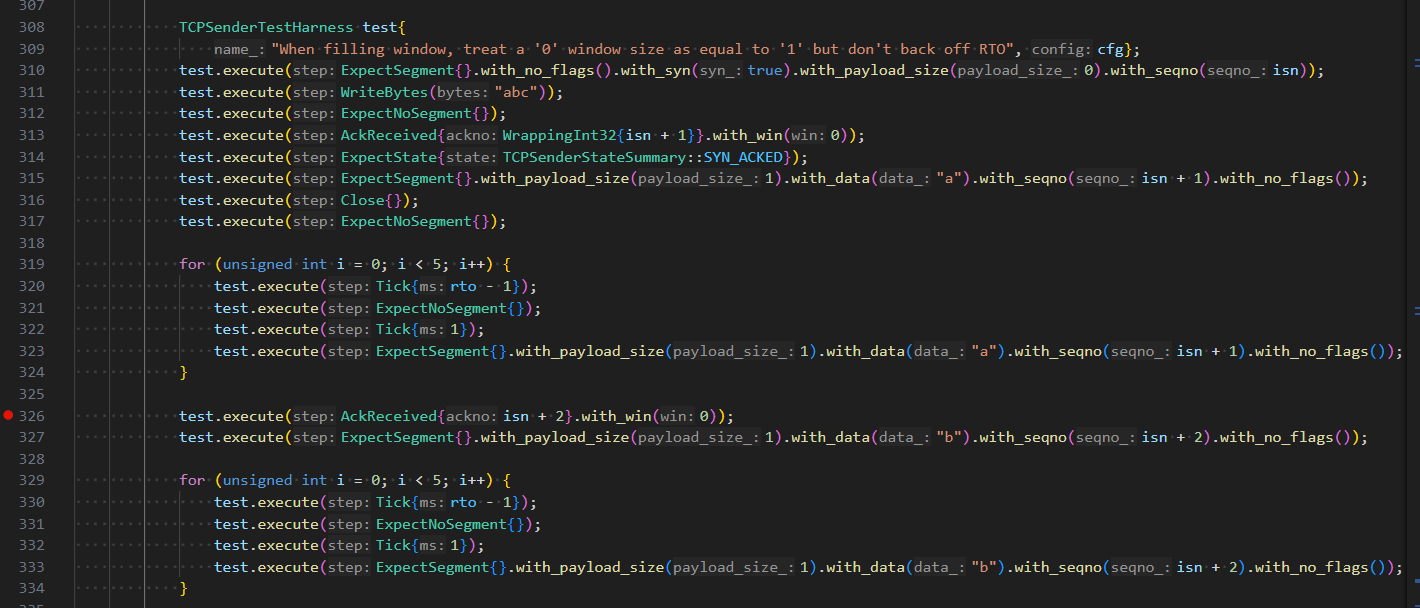 307
308 TCPSenderTestHarness test{
309 name_: "When filling window, treat a '0' window size as equal to '1' but don't back off RTO", config: cfg};
310 test.execute(step: ExpectSegment{}.with_no_flags().with_syn(syn_: true).with_payload_size(payload_size_: 0).with_seqno(seqno_: isn));
311 test.execute(step: WriteBytes(bytes: "abc"));
312 test.execute(step: ExpectNoSegment{});
313 test.execute(step: AckReceived{ackno: WrappingInt32{isn + 1}}.with_win(win: 0));
314 test.execute(step: ExpectState{state: TCPSenderStateSummary::SYN_ACKED});
315 test.execute(step: ExpectSegment{}.with_payload_size(payload_size_: 1).with_data(data_: "a").with_seqno(seqno_: isn + 1).with_no_flags());
316 test.execute(step: Close{});
317 test.execute(step: ExpectNoSegment{});
318
319 for (unsigned int i = 0; i < 5; i++) {
320 test.execute(step: Tick{ms: rto - 1});
321 test.execute(step: ExpectNoSegment{});
322 test.execute(step: Tick{ms: 1});
323 test.execute(step: ExpectSegment{}.with_payload_size(payload_size_: 1).with_data(data_: "a").with_seqno(seqno_: isn + 1).with_no_flags());
324 }
325
326 test.execute(step: AckReceived{ackno: isn + 2}.with_win(win: 0));
327 test.execute(step: ExpectSegment{}.with_payload_size(payload_size_: 1).with_data(data_: "b").with_seqno(seqno_: isn + 2).with_no_flags());
328
329 for (unsigned int i = 0; i < 5; i++) {
330 test.execute(step: Tick{ms: rto - 1});
331 test.execute(step: ExpectNoSegment{});
332 test.execute(step: Tick{ms: 1});
333 test.execute(step: ExpectSegment{}.with_payload_size(payload_size_: 1).with_data(data_: "b").with_seqno(seqno_: isn + 2).with_no_flags());
334 }
335